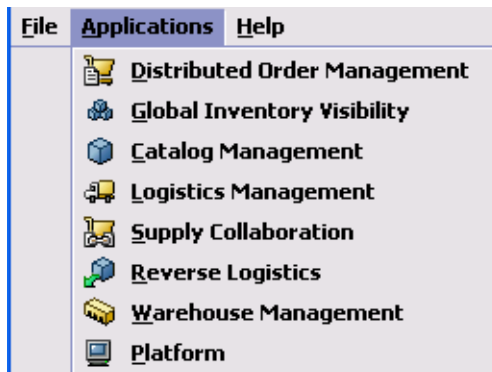 File Applications Help
Distributed Order Management
Global Inventory Visibility
Catalog Management
Logistics Management
Supply Collaboration
Reverse Logistics
Warehouse Management
Platform